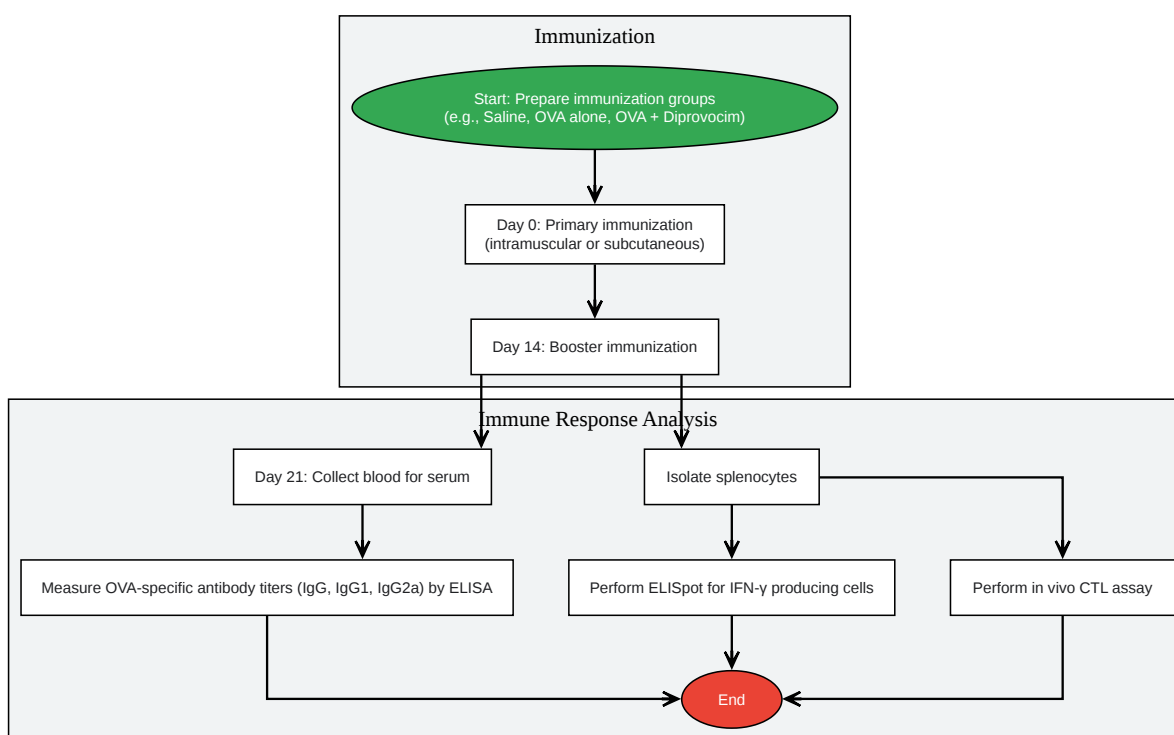 Immunization
Start: Prepare immunization groups
(e.g., Saline, OVA alone, OVA + Diprovocim)
Day 0: Primary immunization
(intramuscular or subcutaneous)
Day 14: Booster immunization
Immune Response Analysis
Day 21: Collect blood for serum
Isolate splenocytes
Measure OVA-specific antibody titers (IgG, IgG1, IgG2a) by ELISA
Perform ELISpot for IFN-γ producing cells
Perform in vivo CTL assay
End